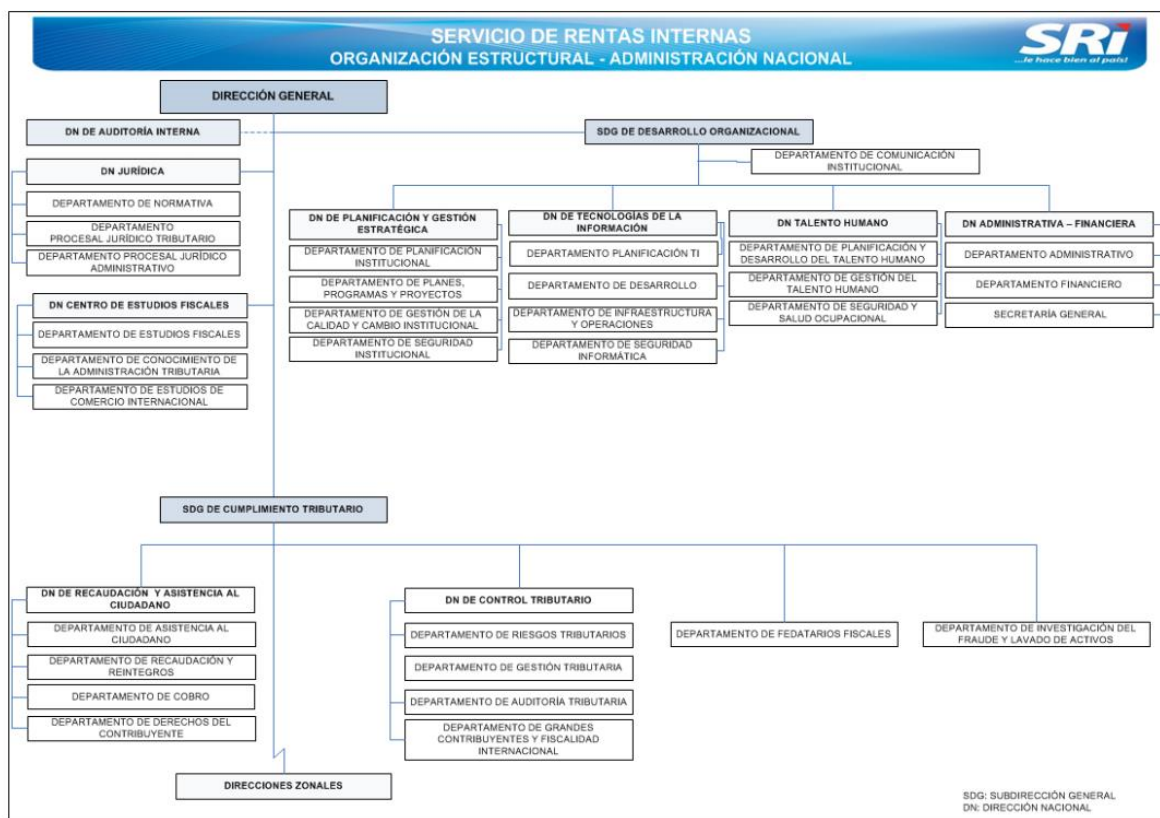 SERVICIO DE RENTAS INTERNAS
ORGANIZACIÓN ESTRUCTURAL - ADMINISTRACIÓN NACIONAL
SRi
...le hace bien al país!
DIRECCIÓN GENERAL
DN DE AUDITORÍA INTERNA
DN JURÍDICA
DEPARTAMENTO DE NORMATIVA
DEPARTAMENTO
PROCESAL JURÍDICO TRIBUTARIO
DEPARTAMENTO PROCESAL JURÍDICO
ADMINISTRATIVO
DN CENTRO DE ESTUDIOS FISCALES
DEPARTAMENTO DE ESTUDIOS FISCALES
DEPARTAMENTO DE CONOCIMIENTO DE
LA ADMINISTRACIÓN TRIBUTARIA
DEPARTAMENTO DE ESTUDIOS DE
COMERCIO INTERNACIONAL
SDG DE DESARROLLO ORGANIZACIONAL
DEPARTAMENTO DE COMUNICACIÓN
INSTITUCIONAL
DN DE PLANIFICACIÓN Y GESTIÓN
ESTRATÉGICA
DEPARTAMENTO DE PLANIFICACIÓN
INSTITUCIONAL
DEPARTAMENTO DE PLANES,
PROGRAMAS Y PROYECTOS
DEPARTAMENTO DE GESTIÓN DE LA
CALIDAD Y CAMBIO INSTITUCIONAL
DEPARTAMENTO DE SEGURIDAD
INSTITUCIONAL
DN DE TECNOLOGÍAS DE LA
INFORMACIÓN
DEPARTAMENTO PLANIFICACIÓN TI
DEPARTAMENTO DE DESARROLLO
DEPARTAMENTO DE INFRAESTRUCTURA
Y OPERACIONES
DEPARTAMENTO DE SEGURIDAD
INFORMÁTICA
DN TALENTO HUMANO
DEPARTAMENTO DE PLANIFICACIÓN Y
DESARROLLO DEL TALENTO HUMANO
DEPARTAMENTO DE GESTIÓN DEL
TALENTO HUMANO
DEPARTAMENTO DE SEGURIDAD Y
SALUD OCUPACIONAL
DN ADMINISTRATIVA – FINANCIERA
DEPARTAMENTO ADMINISTRATIVO
DEPARTAMENTO FINANCIERO
SECRETARÍA GENERAL
SDG DE CUMPLIMIENTO TRIBUTARIO
DN DE RECAUDACIÓN Y ASISTENCIA AL
CIUDADANO
DEPARTAMENTO DE ASISTENCIA AL
CIUDADANO
DEPARTAMENTO DE RECAUDACIÓN Y
REINTEGROS
DEPARTAMENTO DE COBRO
DEPARTAMENTO DE DERECHOS DEL
CONTRIBUYENTE
DN DE CONTROL TRIBUTARIO
DEPARTAMENTO DE RIESGOS TRIBUTARIOS
DEPARTAMENTO DE GESTIÓN TRIBUTARIA
DEPARTAMENTO DE AUDITORÍA TRIBUTARIA
DEPARTAMENTO DE GRANDES
CONTRIBUYENTES Y FISCALIDAD
INTERNACIONAL
DEPARTAMENTO DE FEDATARIOS FISCALES
DEPARTAMENTO DE INVESTIGACIÓN DEL
FRAUDE Y LAVADO DE ACTIVOS
DIRECCIONES ZONALES
SDG: SUBDIRECCIÓN GENERAL
DN: DIRECCIÓN NACIONAL